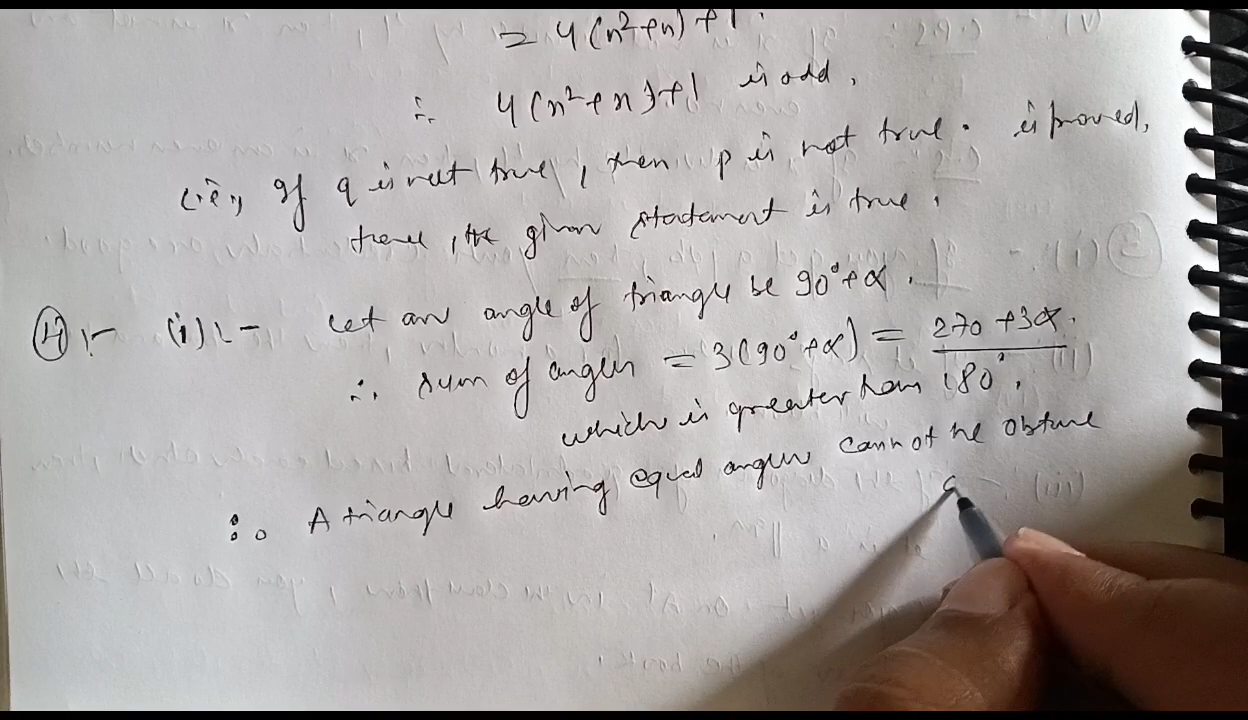 = 4(n²+n)+1.
∴ 4(n²+n)+1 is odd.
(i.e., If q is not true, then p is not true. is proved,
Hence, the given statement is true.
(4):- (i):- Let an angle of triangle be 90°+α.
∴ Sum of angles = 3(90°+α) = 270+3α.
which is greater than 180°.
∴ A triangle having equal angles cannot be obtuse